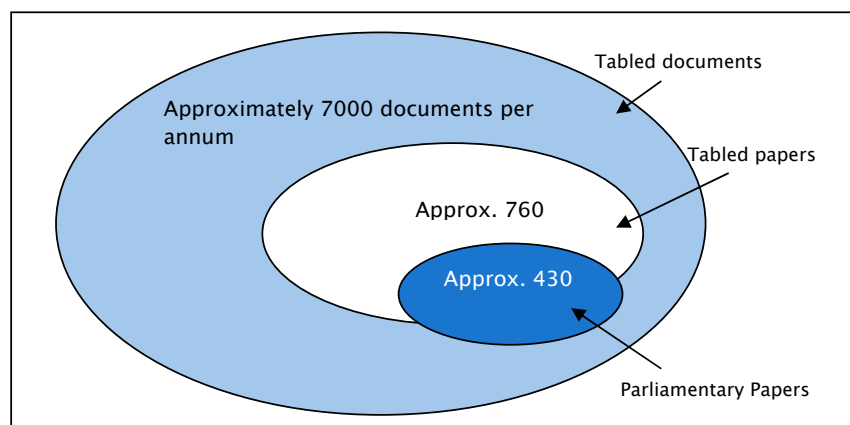 Tabled documents
Approximately 7000 documents per
annum
Tabled papers
Approx. 760
Approx. 430
Parliamentary Papers